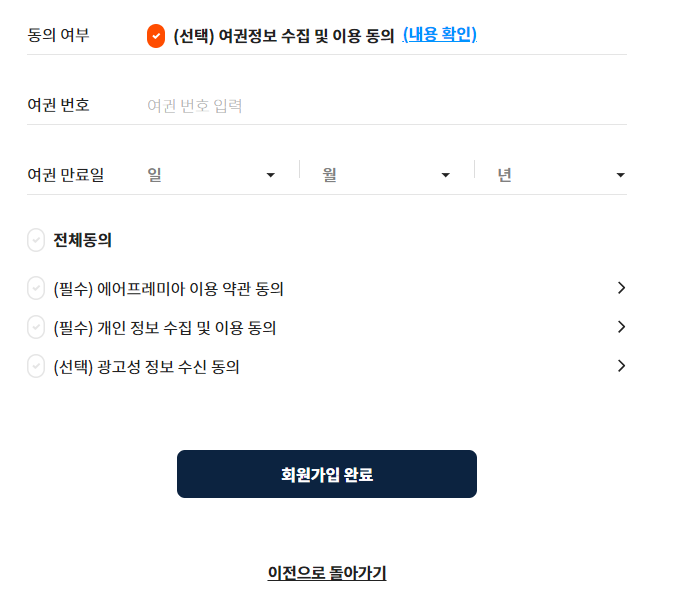 동의 여부 (선택) 여권정보 수집 및 이용 동의 (내용 확인)
여권 번호 여권 번호 입력
여권 만료일 일 월 년
전체동의
(필수) 에어프레미아 이용 약관 동의
(필수) 개인 정보 수집 및 이용 동의
(선택) 광고성 정보 수신 동의
회원가입 완료
이전으로 돌아가기